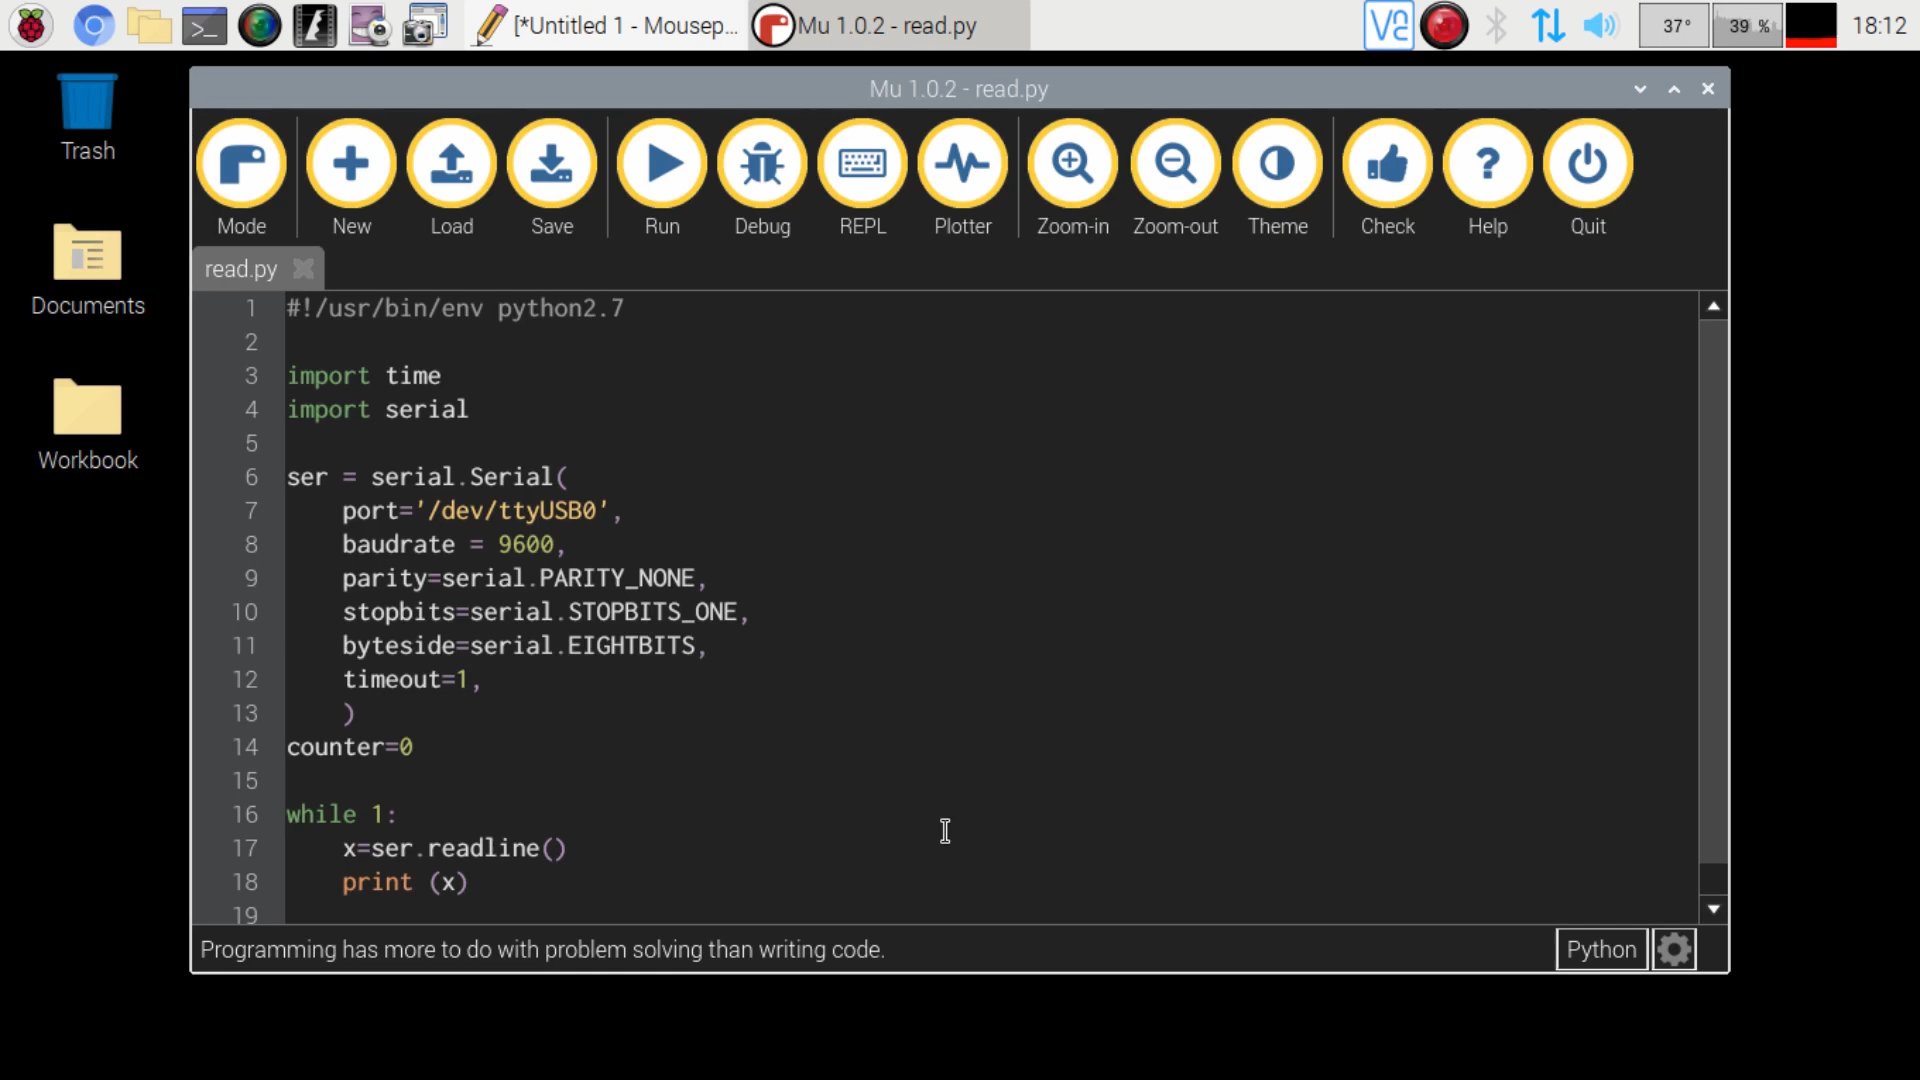 [*Untitled 1 - Mousep...
Mu 1.0.2 - read.py
37°
39 %
18:12
Trash
Documents
Workbook
Mu 1.0.2 - read.py
Mode
New
Load
Save
Run
Debug
REPL
Plotter
Zoom-in
Zoom-out
Theme
Check
Help
Quit
read.py
1 #!/usr/bin/env python2.7
2
3 import time
4 import serial
5
6 ser = serial.Serial(
7     port='/dev/ttyUSB0',
8     baudrate = 9600,
9     parity=serial.PARITY_NONE,
10     stopbits=serial.STOPBITS_ONE,
11     byteside=serial.EIGHTBITS,
12     timeout=1,
13     )
14 counter=0
15
16 while 1:
17     x=ser.readline()
18     print (x)
19
Programming has more to do with problem solving than writing code.
Python